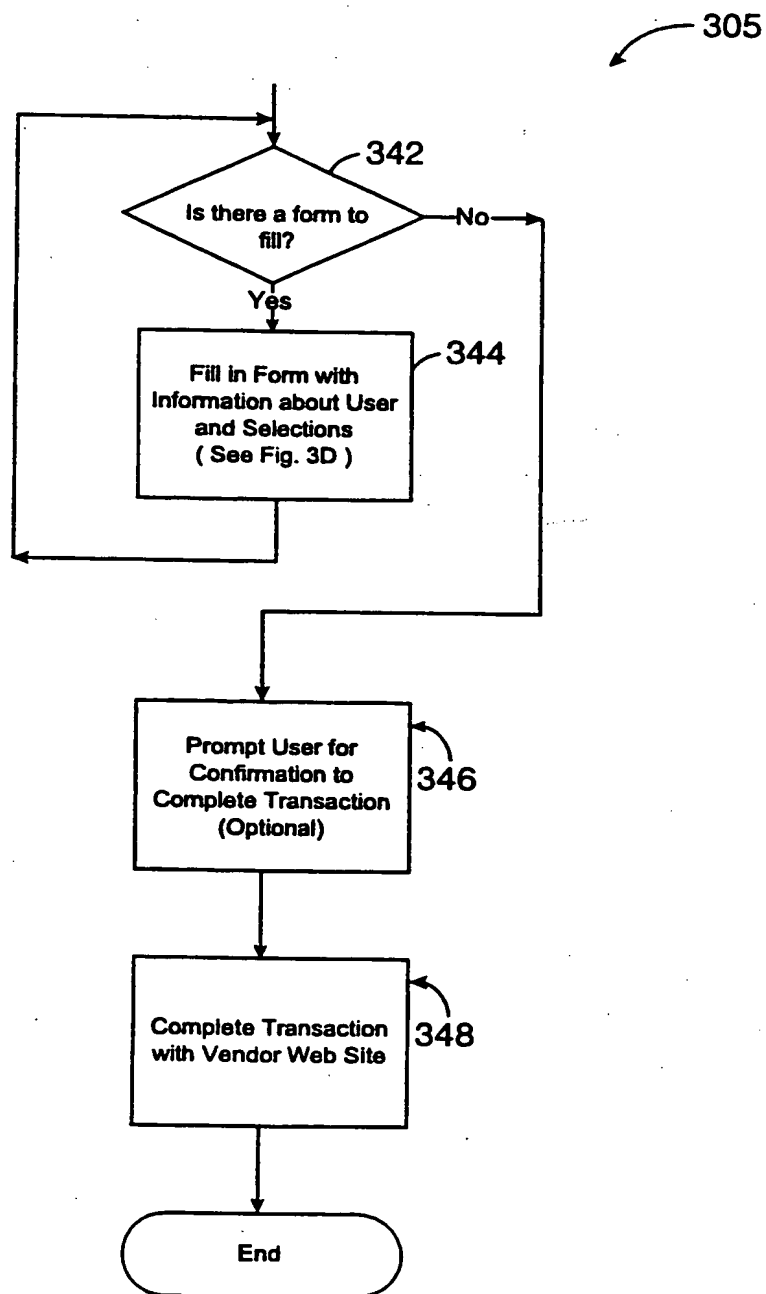 305
342
Is there a form to
fill?
No
Yes
344
Fill in Form with
Information about User
and Selections
( See Fig. 3D )
Prompt User for
Confirmation to
Complete Transaction
(Optional)
346
Complete Transaction
with Vendor Web Site
348
End